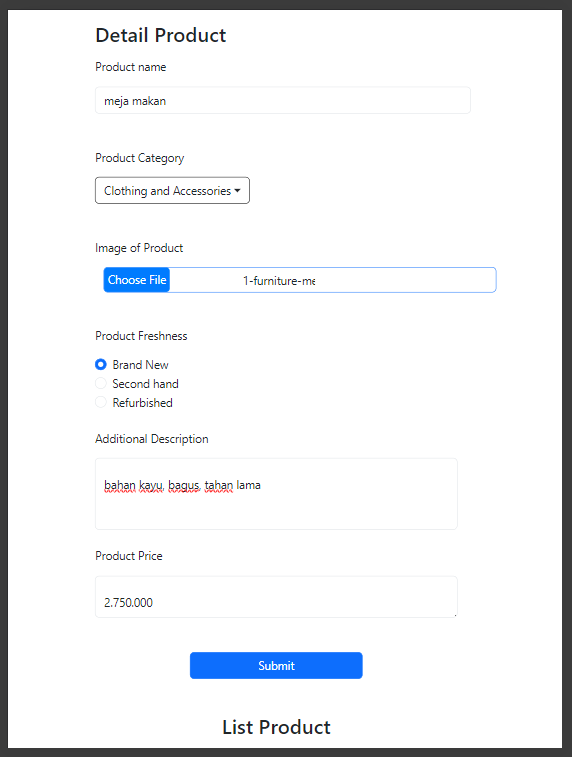 Detail Product
Product name
meja makan
Product Category
Clothing and Accessories
Image of Product
Choose File 1-furniture-me
Product Freshness
Brand New
Second hand
Refurbished
Additional Description
bahan kayu, bagus, tahan lama
Product Price
2.750.000
Submit
List Product